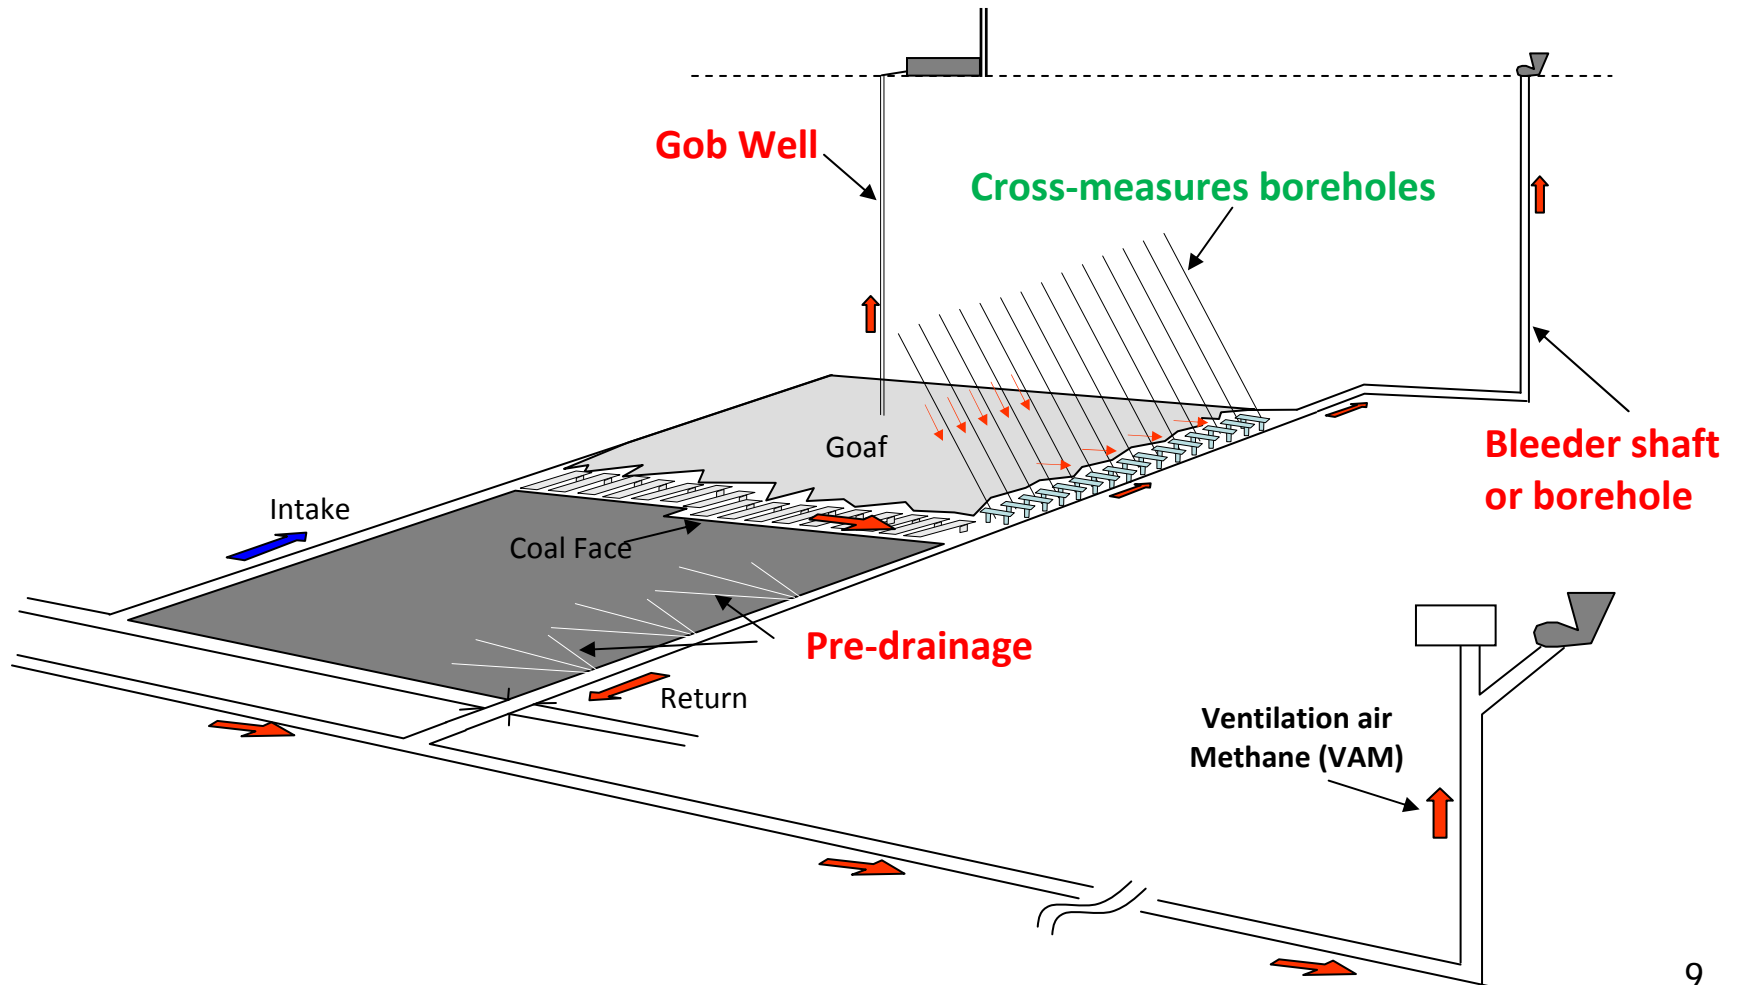 Gob Well
Cross-measures boreholes
Goaf
Bleeder shaft
or borehole
Intake
Coal Face
Pre-drainage
Return
Ventilation air
Methane (VAM)
9